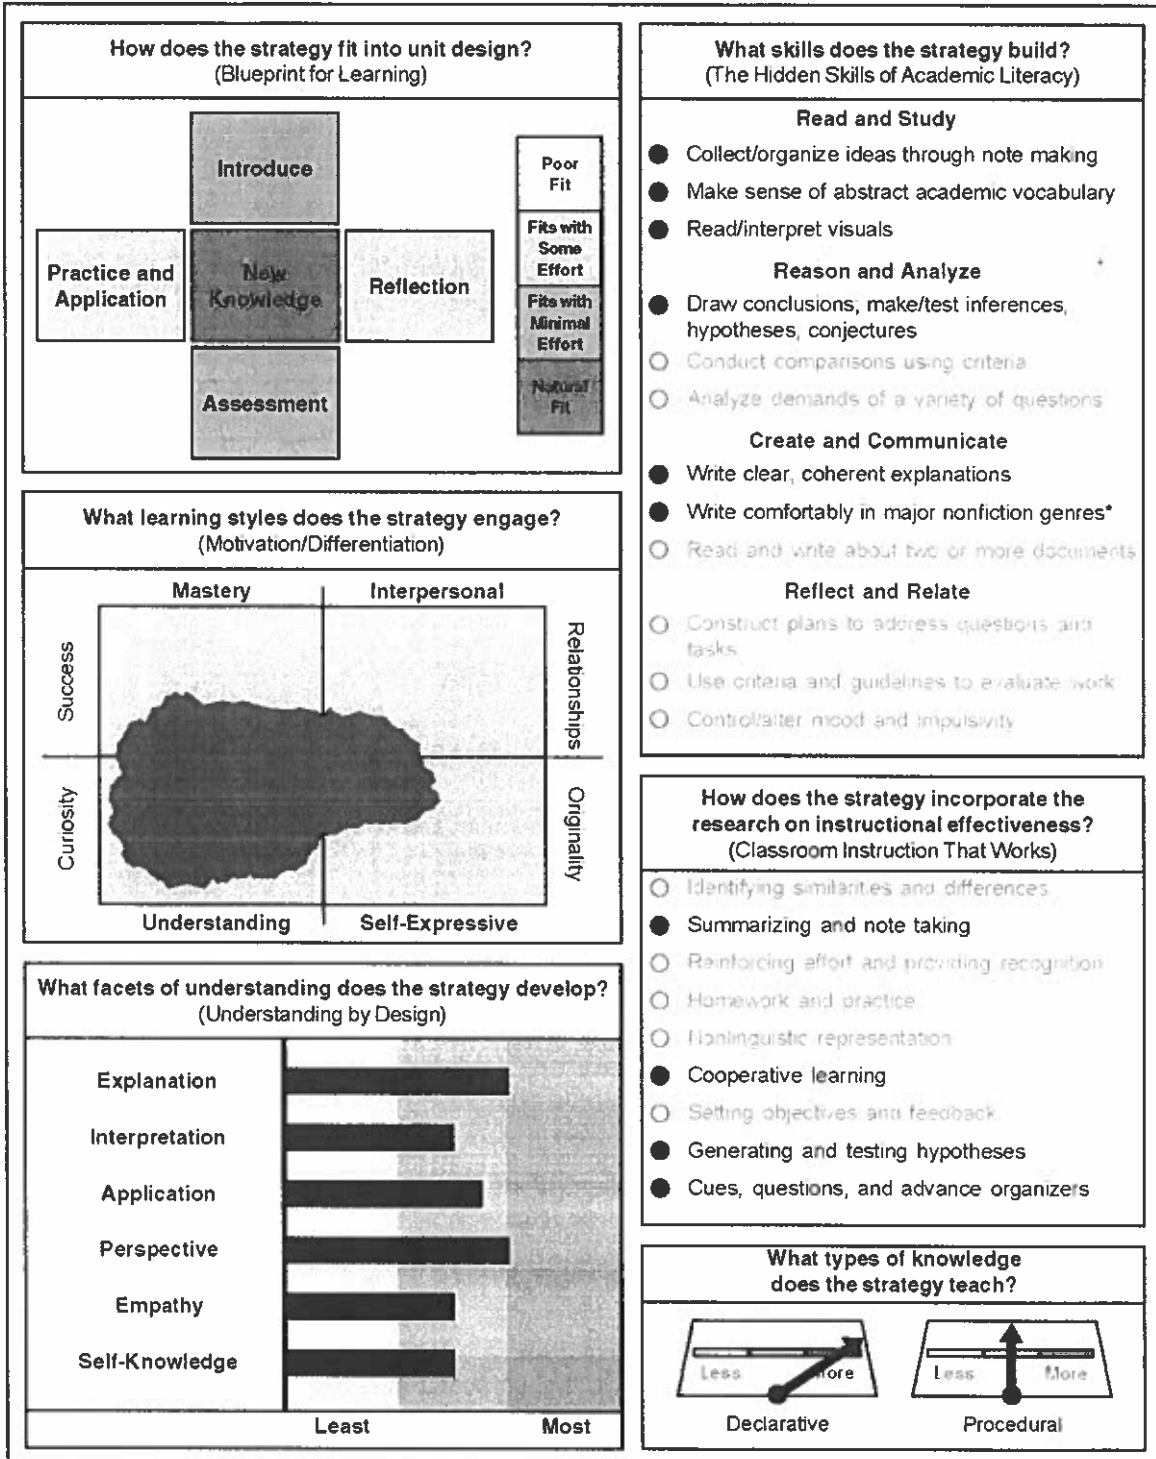 How does the strategy fit into unit design?
(Blueprint for Learning)
Introduce
Practice and
Application
New
Knowledge
Reflection
Assessment
Poor
Fit
Fits with
Some
Effort
Fits with
Minimal
Effort
Natural
Fit
What learning styles does the strategy engage?
(Motivation/Differentiation)
Mastery
Interpersonal
Success
Relationships
Curiosity
Originality
Understanding
Self-Expressive
What facets of understanding does the strategy develop?
(Understanding by Design)
Explanation
Interpretation
Application
Perspective
Empathy
Self-Knowledge
Least
Most
What skills does the strategy build?
(The Hidden Skills of Academic Literacy)
Read and Study
Collect/organize ideas through note making
Make sense of abstract academic vocabulary
Read/interpret visuals
Reason and Analyze
Draw conclusions; make/test inferences,
hypotheses, conjectures
Conduct comparisons using criteria
Analyze demands of a variety of questions
Create and Communicate
Write clear, coherent explanations
Write comfortably in major nonfiction genres*
Read and write about two or more documents
Reflect and Relate
Construct plans to address questions and
tasks
Use criteria and guidelines to evaluate work
Control/alter mood and impulsivity
How does the strategy incorporate the
research on instructional effectiveness?
(Classroom Instruction That Works)
Identifying similarities and differences
Summarizing and note taking
Reinforcing effort and providing recognition
Homework and practice
Nonlinguistic representation
Cooperative learning
Setting objectives and feedback
Generating and testing hypotheses
Cues, questions, and advance organizers
What types of knowledge
does the strategy teach?
Less
More
Declarative
Less
More
Procedural